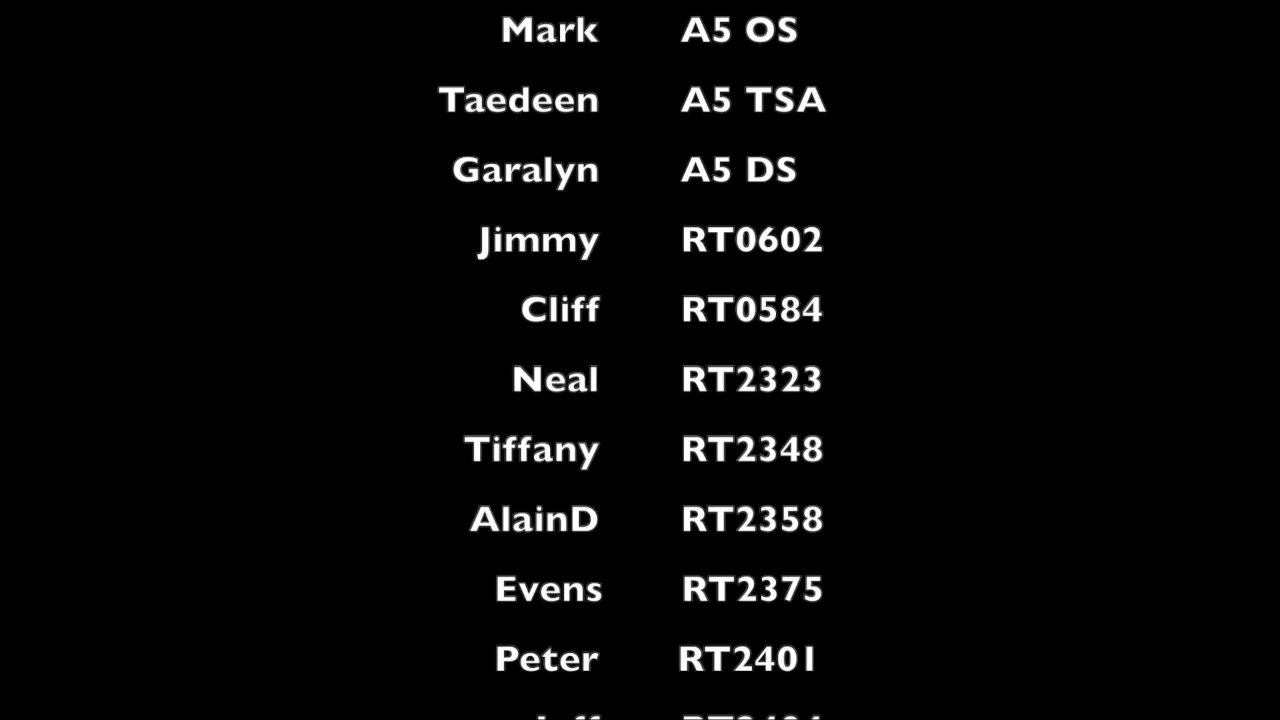 Mark A5 OS
Taedeen A5 TSA
Garalyn A5 DS
Jimmy RT0602
Cliff RT0584
Neal RT2323
Tiffany RT2348
AlainD RT2358
Evens RT2375
Peter RT2401